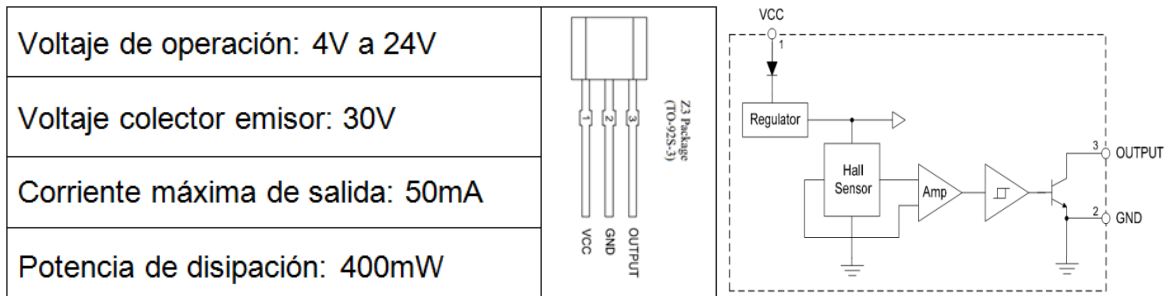 Voltaje de operación: 4V a 24V
Voltaje colector emisor: 30V
Corriente máxima de salida: 50mA
Potencia de disipación: 400mW
1
2
3
VCC
GND
OUTPUT
Z3 Package
(TO-92S-3)
VCC
1
Regulator
Hall
Sensor
Amp
3
OUTPUT
2
GND